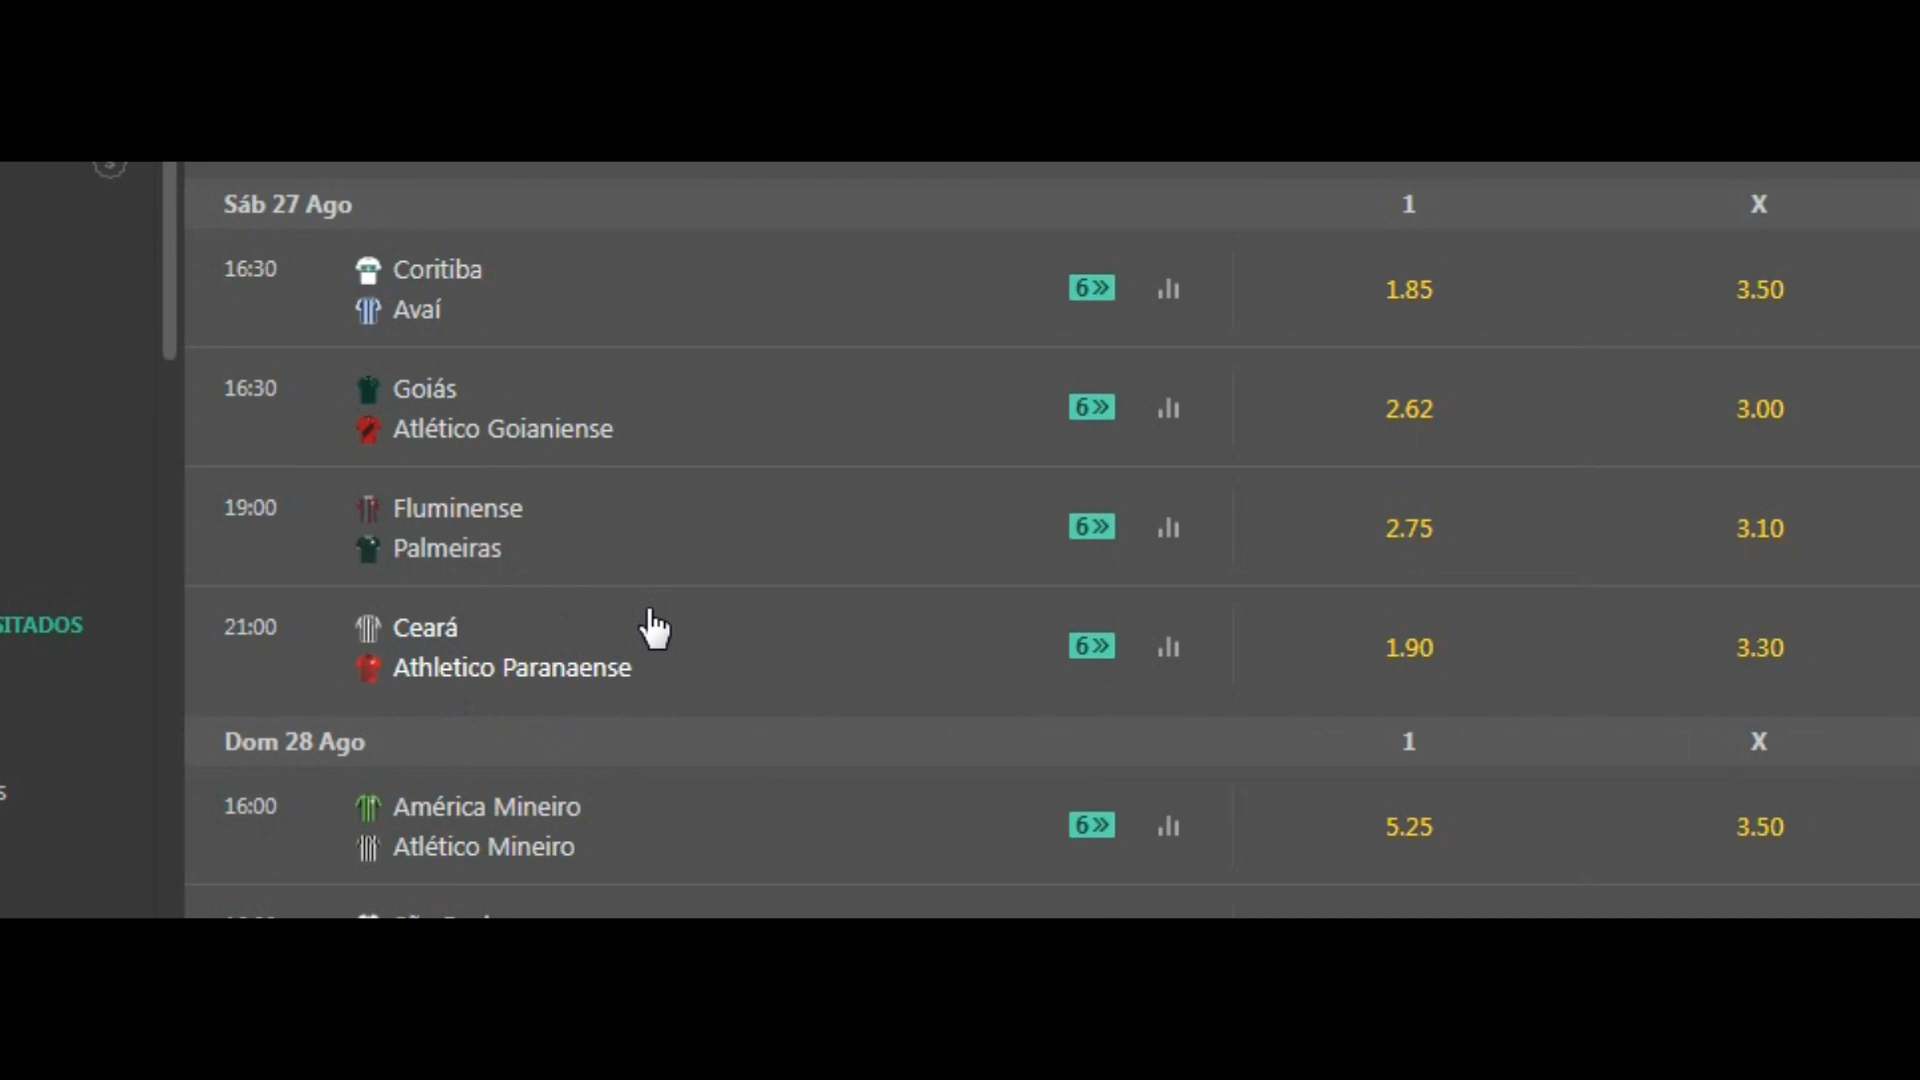 Sáb 27 Ago 1 X
16:30 Coritiba 6» 1.85 3.50
Avaí
16:30 Goiás 6» 2.62 3.00
Atlético Goianiense
19:00 Fluminense 6» 2.75 3.10
Palmeiras
SITADOS
21:00 Ceará 6» 1.90 3.30
Athletico Paranaense
Dom 28 Ago 1 X
s
16:00 América Mineiro 6» 5.25 3.50
Atlético Mineiro